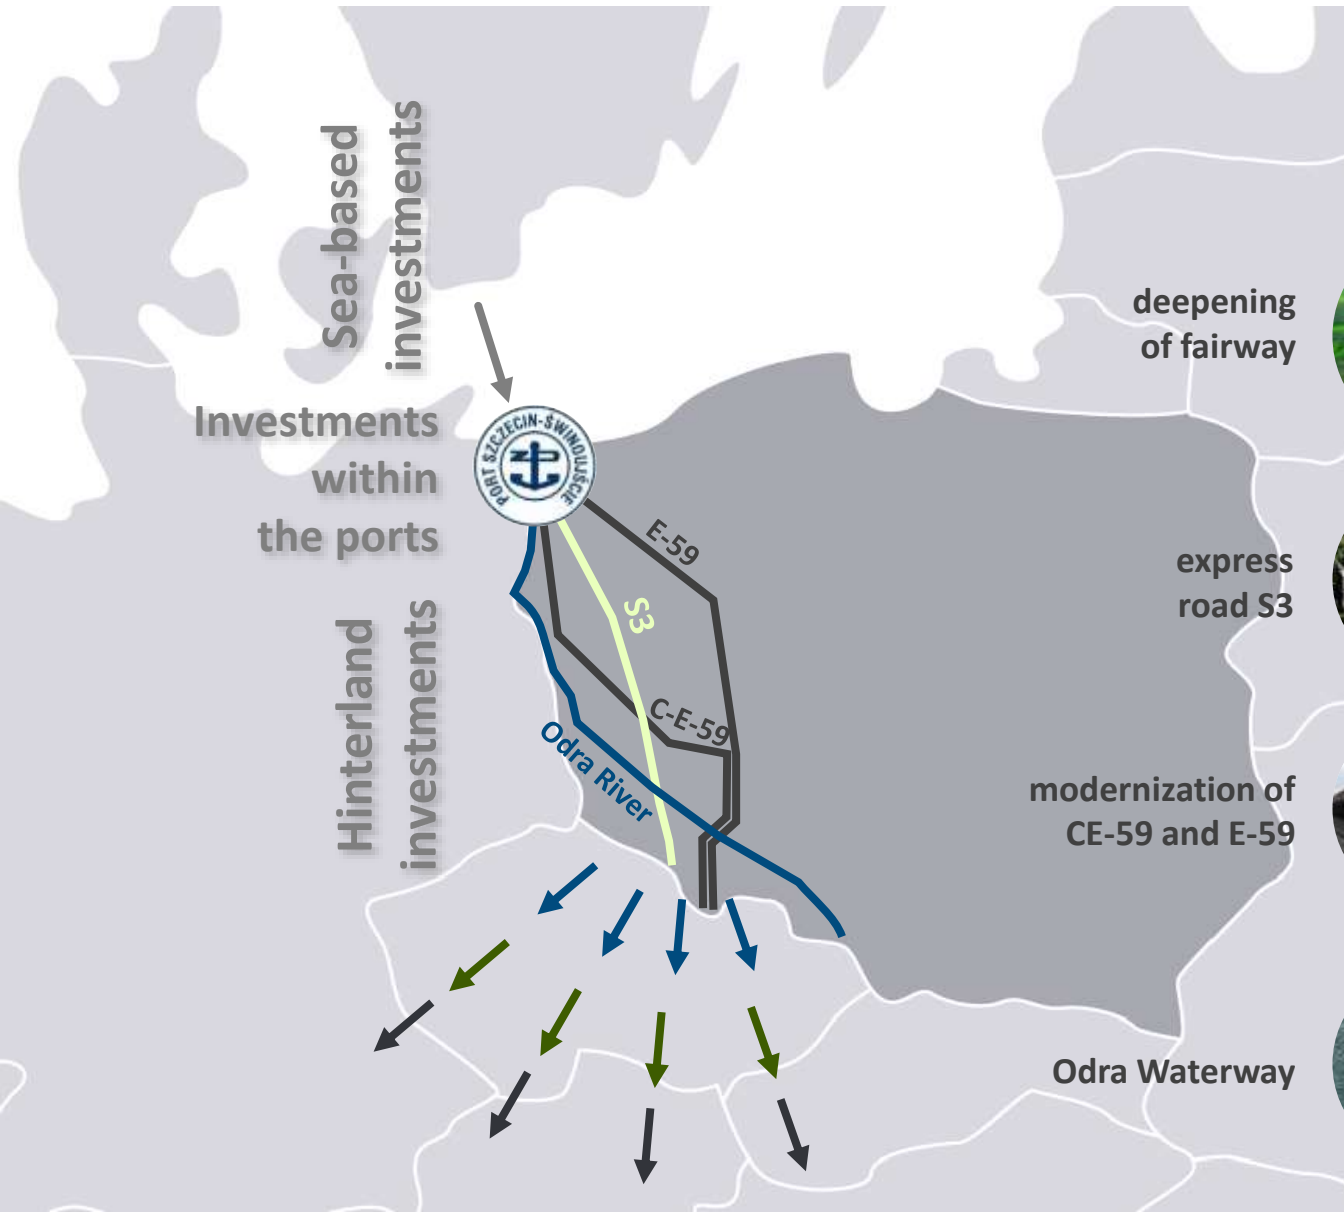 Sea-based
investments
Investments
within
the ports
Hinterland
investments
PORT SZCZECIN-ŚWINOUJŚCIE
E-59
S3
C-E-59
Odra River
deepening
of fairway
express
road S3
modernization of
CE-59 and E-59
Odra Waterway